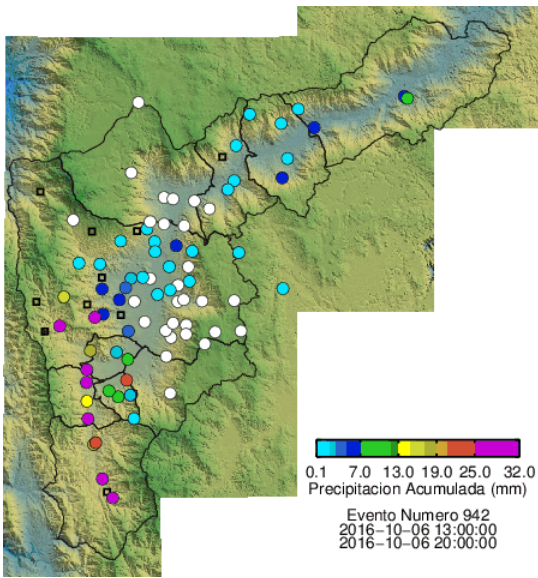 0.1 7.0 13.0 19.0 25.0 32.0
Precipitacion Acumulada (mm)
Evento Numero 942
2016-10-06 13:00:00
2016-10-06 20:00:00